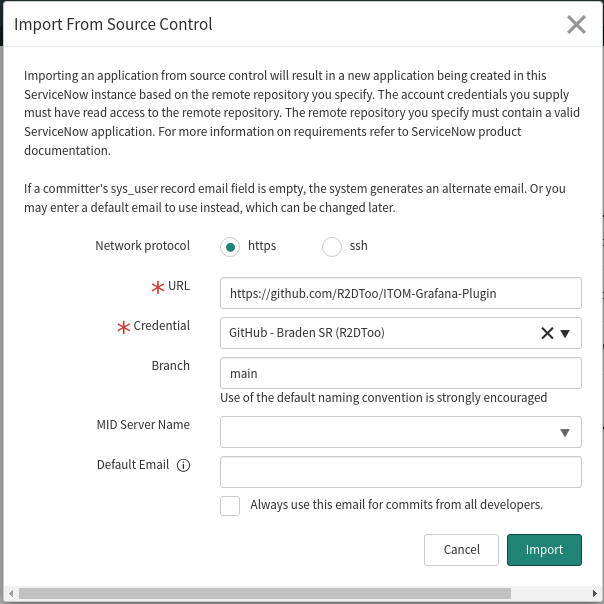 Import From Source Control
Importing an application from source control will result in a new application being created in this
ServiceNow instance based on the remote repository you specify. The account credentials you supply
must have read access to the remote repository. The remote repository you specify must contain a valid
ServiceNow application. For more information on requirements refer to ServiceNow product
documentation.
If a committer's sys_user record email field is empty, the system generates an alternate email. Or you
may enter a default email to use instead, which can be changed later.
Network protocol https ssh
URL https://github.com/R2DToo/ITOM-Grafana-Plugin
Credential GitHub - Braden SR (R2DToo)
Branch main
Use of the default naming convention is strongly encouraged
MID Server Name
Default Email
Always use this email for commits from all developers.
Cancel Import